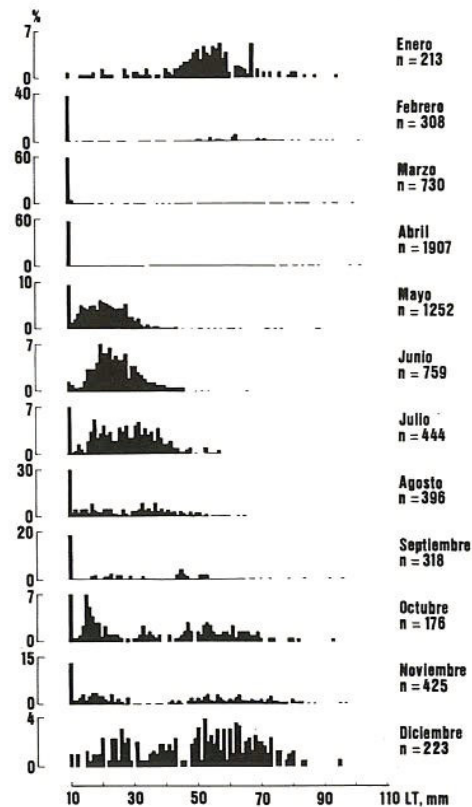 %
7
0
Enero
n = 213
40
0
Febrero
n = 308
60
0
Marzo
n = 730
60
0
Abril
n = 1907
10
0
Mayo
n = 1252
7
0
Junio
n = 759
7
0
Julio
n = 444
30
0
Agosto
n = 396
20
0
Septiembre
n = 318
7
0
Octubre
n = 176
15
0
Noviembre
n = 425
4
0
Diciembre
n = 223
10 30 50 70 90 110 LT, mm